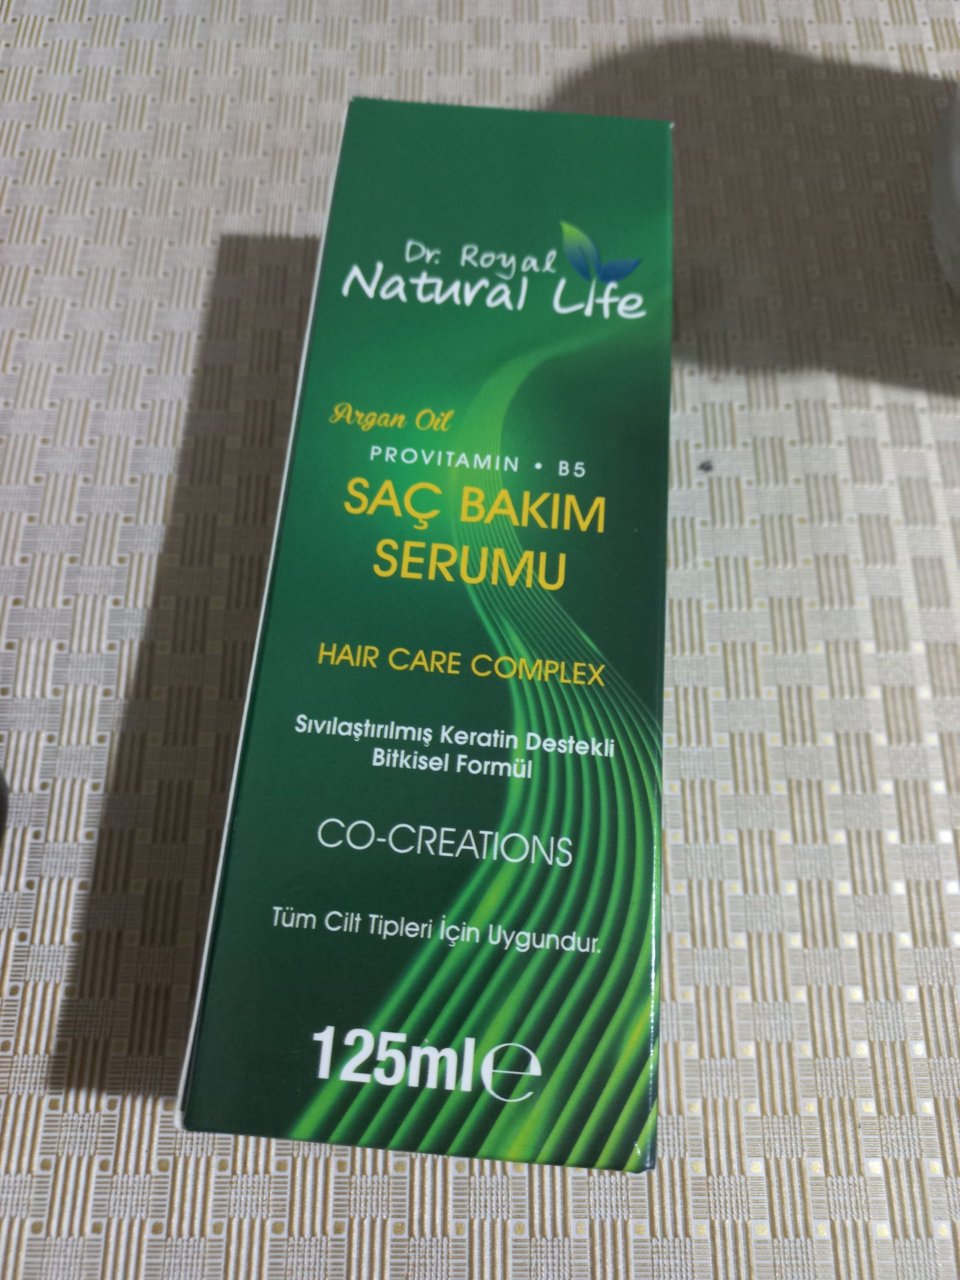 Dr. Royal
Natural Life
Argan Oil
PROVITAMIN • B5
SAÇ BAKIM
SERUMU
HAIR CARE COMPLEX
Sıvılaştırılmış Keratin Destekli
Bitkisel Formül
CO-CREATIONS
Tüm Cilt Tipleri İçin Uygundur.
125ml e